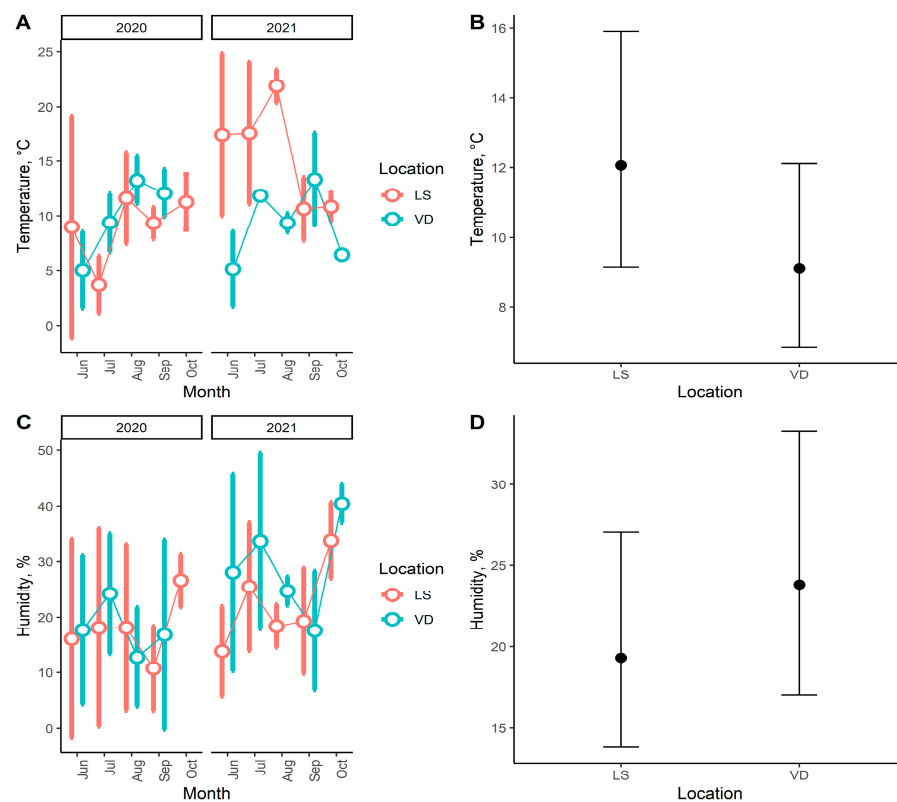 A
2020
2021
Temperature, °C
25
20
15
10
5
0
Jun
Jul
Aug
Sep
Oct
Jun
Jul
Aug
Sep
Oct
Month
Location
LS
VD
B
Temperature, °C
16
14
12
10
8
LS
VD
Location
C
2020
2021
Humidity, %
50
40
30
20
10
0
Jun
Jul
Aug
Sep
Oct
Jun
Jul
Aug
Sep
Oct
Month
Location
LS
VD
D
Humidity, %
30
25
20
15
LS
VD
Location